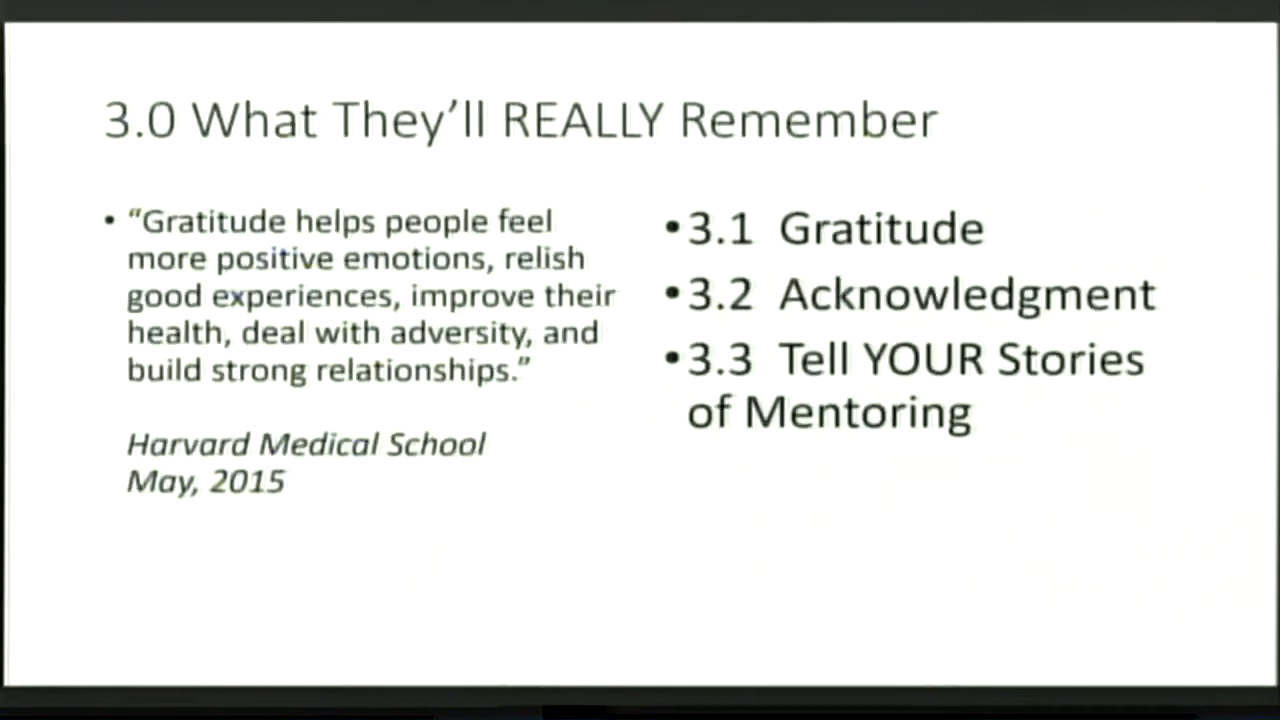 3.0 What They’ll REALLY Remember
• “Gratitude helps people feel
more positive emotions, relish
good experiences, improve their
health, deal with adversity, and
build strong relationships.”
Harvard Medical School
May, 2015
•3.1 Gratitude
•3.2 Acknowledgment
•3.3 Tell YOUR Stories
of Mentoring